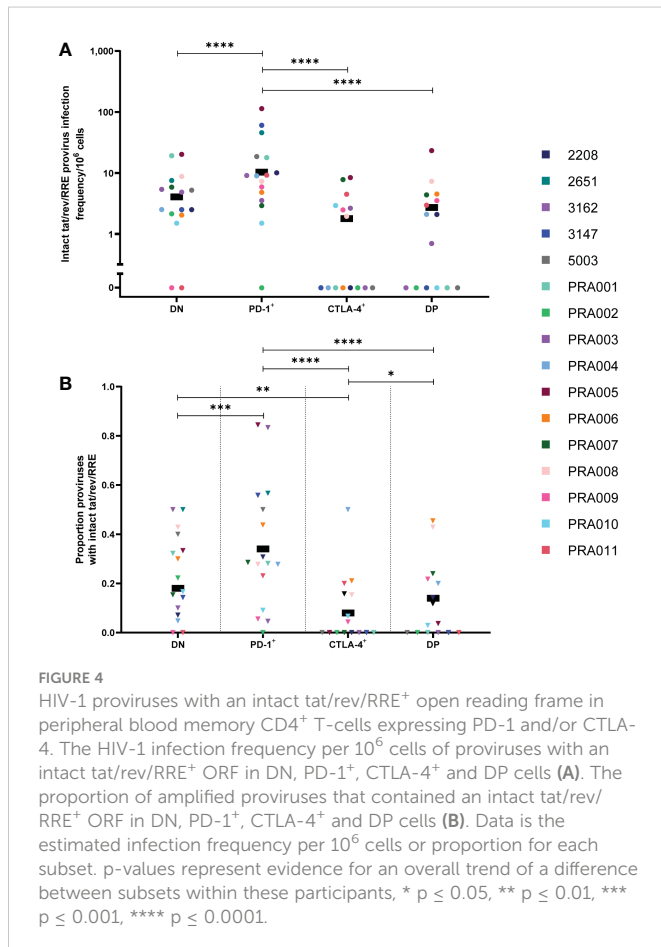 A
****
****
****
1,000
100
10
1
0
Intact tat/rev/RRE provirus infection
frequency/10⁶ cells
DN
PD-1⁺
CTLA-4⁺
DP
B
****
****
**
*
***
1.0
0.8
0.6
0.4
0.2
0.0
Proportion proviruses
with intact tat/rev/RRE
DN
PD-1⁺
CTLA-4⁺
DP
2208
2651
3162
3147
5003
PRA001
PRA002
PRA003
PRA004
PRA005
PRA006
PRA007
PRA008
PRA009
PRA010
PRA011
FIGURE 4
HIV-1 proviruses with an intact tat/rev/RRE⁺ open reading frame in
peripheral blood memory CD4⁺ T-cells expressing PD-1 and/or CTLA-
4. The HIV-1 infection frequency per 10⁶ cells of proviruses with an
intact tat/rev/RRE⁺ ORF in DN, PD-1⁺, CTLA-4⁺ and DP cells (A). The
proportion of amplified proviruses that contained an intact tat/rev/
RRE⁺ ORF in DN, PD-1⁺, CTLA-4⁺ and DP cells (B). Data is the
estimated infection frequency per 10⁶ cells or proportion for each
subset. p-values represent evidence for an overall trend of a difference
between subsets within these participants, * p ≤ 0.05, ** p ≤ 0.01, ***
p ≤ 0.001, **** p ≤ 0.0001.